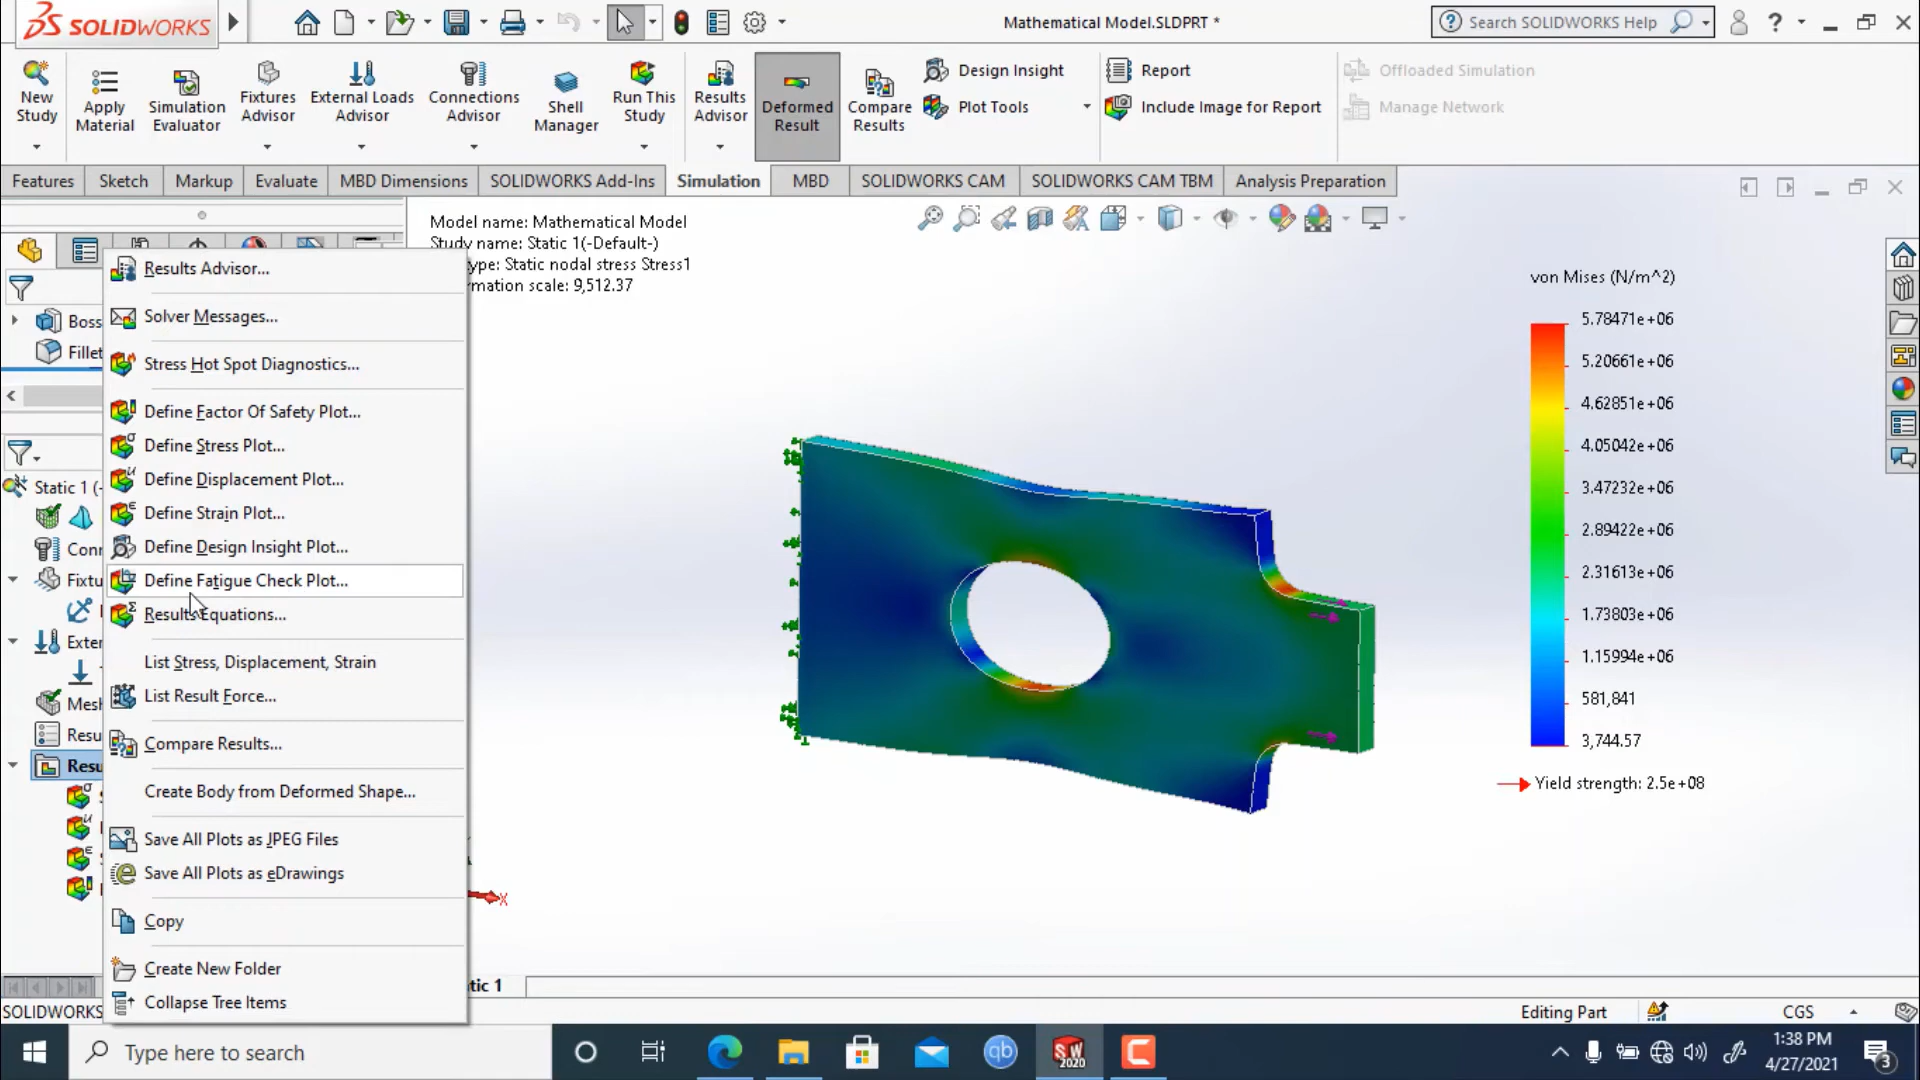 SOLIDWORKS
Mathematical Model.SLDPRT *
Search SOLIDWORKS Help
New Study
Apply Material
Simulation Evaluator
Fixtures Advisor
External Loads Advisor
Connections Advisor
Shell Manager
Run This Study
Results Advisor
Deformed Result
Compare Results
Design Insight
Plot Tools
Report
Include Image for Report
Offloaded Simulation
Manage Network
Features
Sketch
Markup
Evaluate
MBD Dimensions
SOLIDWORKS Add-Ins
Simulation
MBD
SOLIDWORKS CAM
SOLIDWORKS CAM TBM
Analysis Preparation
Model name: Mathematical Model
Study name: Static 1(-Default-)
ype: Static nodal stress Stress1
rmation scale: 9,512.37
Boss
Fillet
Static 1 (-
Conn
Fixtu
Exter
Mesh
Resu
Resu
Results Advisor...
Solver Messages...
Stress Hot Spot Diagnostics...
Define Factor Of Safety Plot...
Define Stress Plot...
Define Displacement Plot...
Define Strain Plot...
Define Design Insight Plot...
Define Fatigue Check Plot...
Results Equations...
List Stress, Displacement, Strain
List Result Force...
Compare Results...
Create Body from Deformed Shape...
Save All Plots as JPEG Files
Save All Plots as eDrawings
Copy
Create New Folder
Collapse Tree Items
von Mises (N/m^2)
5.78471e+06
5.20661e+06
4.62851e+06
4.05042e+06
3.47232e+06
2.89422e+06
2.31613e+06
1.73803e+06
1.15994e+06
581,841
3,744.57
Yield strength: 2.5e+08
X
tic 1
SOLIDWORKS
Editing Part
CGS
Type here to search
qb
SW
2020
1:38 PM
4/27/2021
3